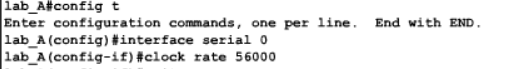 lab_A#config t
Enter configuration commands, one per line.  End with END.
lab_A(config)#interface serial 0
lab_A(config-if)#clock rate 56000